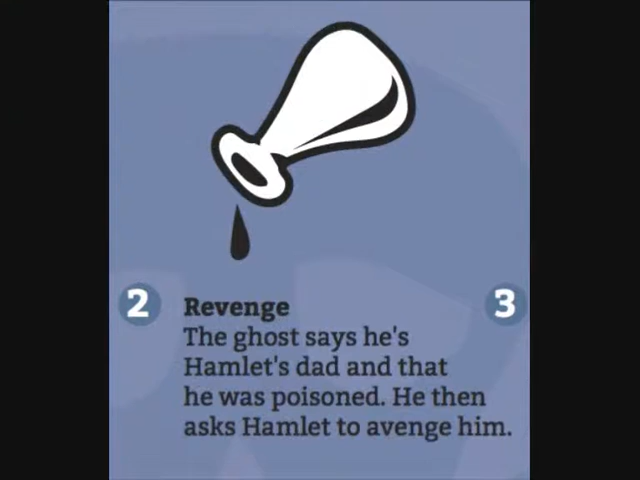 2
Revenge
The ghost says he's
Hamlet's dad and that
he was poisoned. He then
asks Hamlet to avenge him.
3